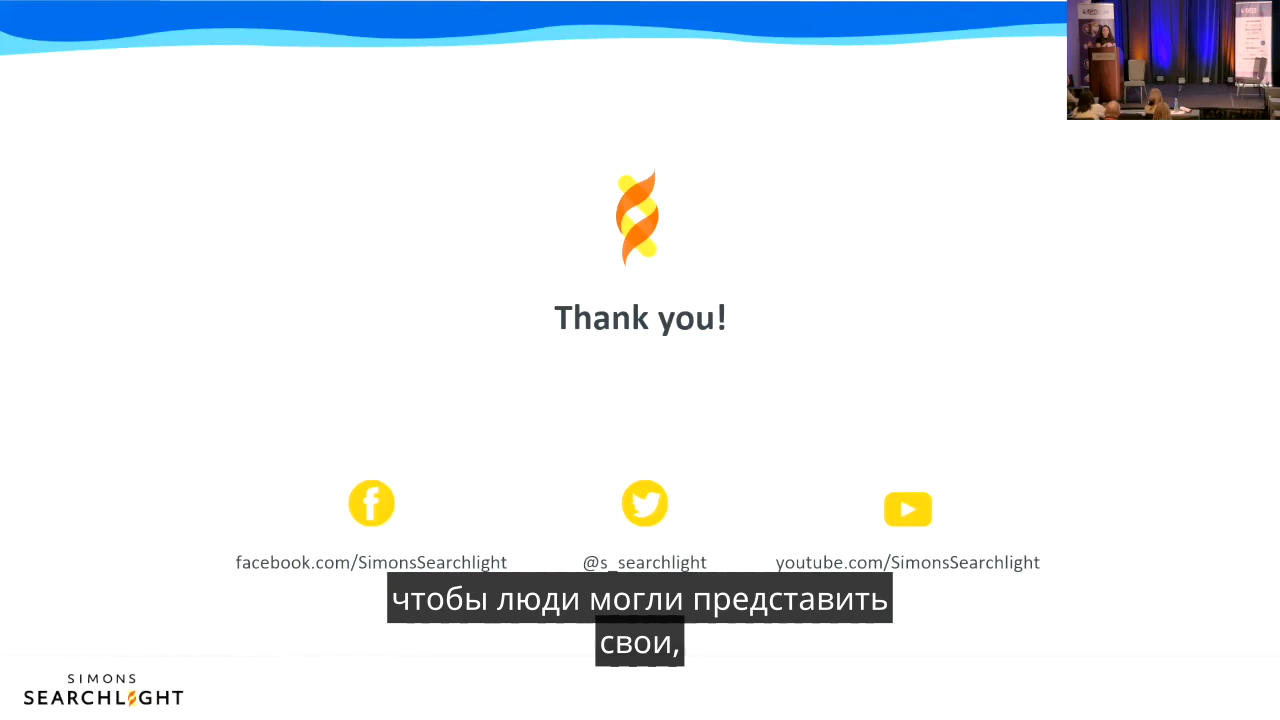 Thank you!
facebook.com/SimonsSearchlight
@s_searchlight
youtube.com/SimonsSearchlight
чтобы люди могли представить
свои,
SIMONS
SEARCHLIGHT